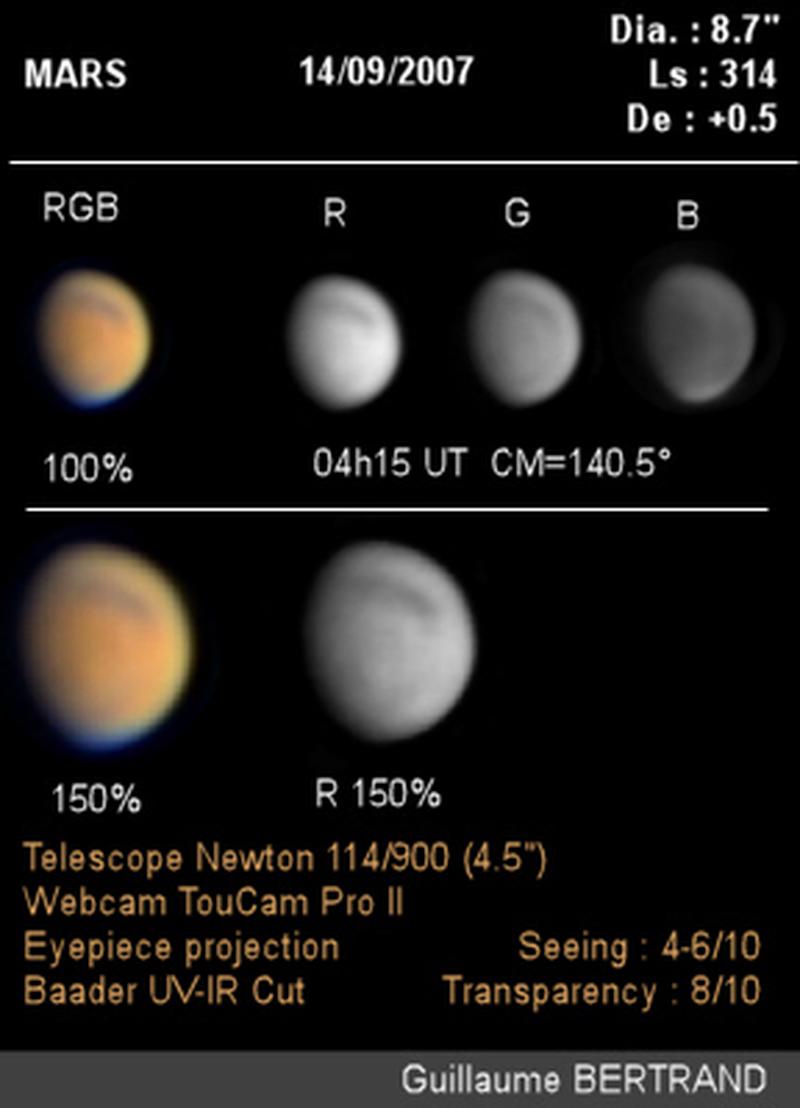 Dia. : 8.7"
MARS 14/09/2007 Ls : 314
De : +0.5
RGB R G B
100% 04h15 UT CM=140.5°
150% R 150%
Telescope Newton 114/900 (4.5")
Webcam TouCam Pro II
Eyepiece projection Seeing : 4-6/10
Baader UV-IR Cut Transparency : 8/10
Guillaume BERTRAND